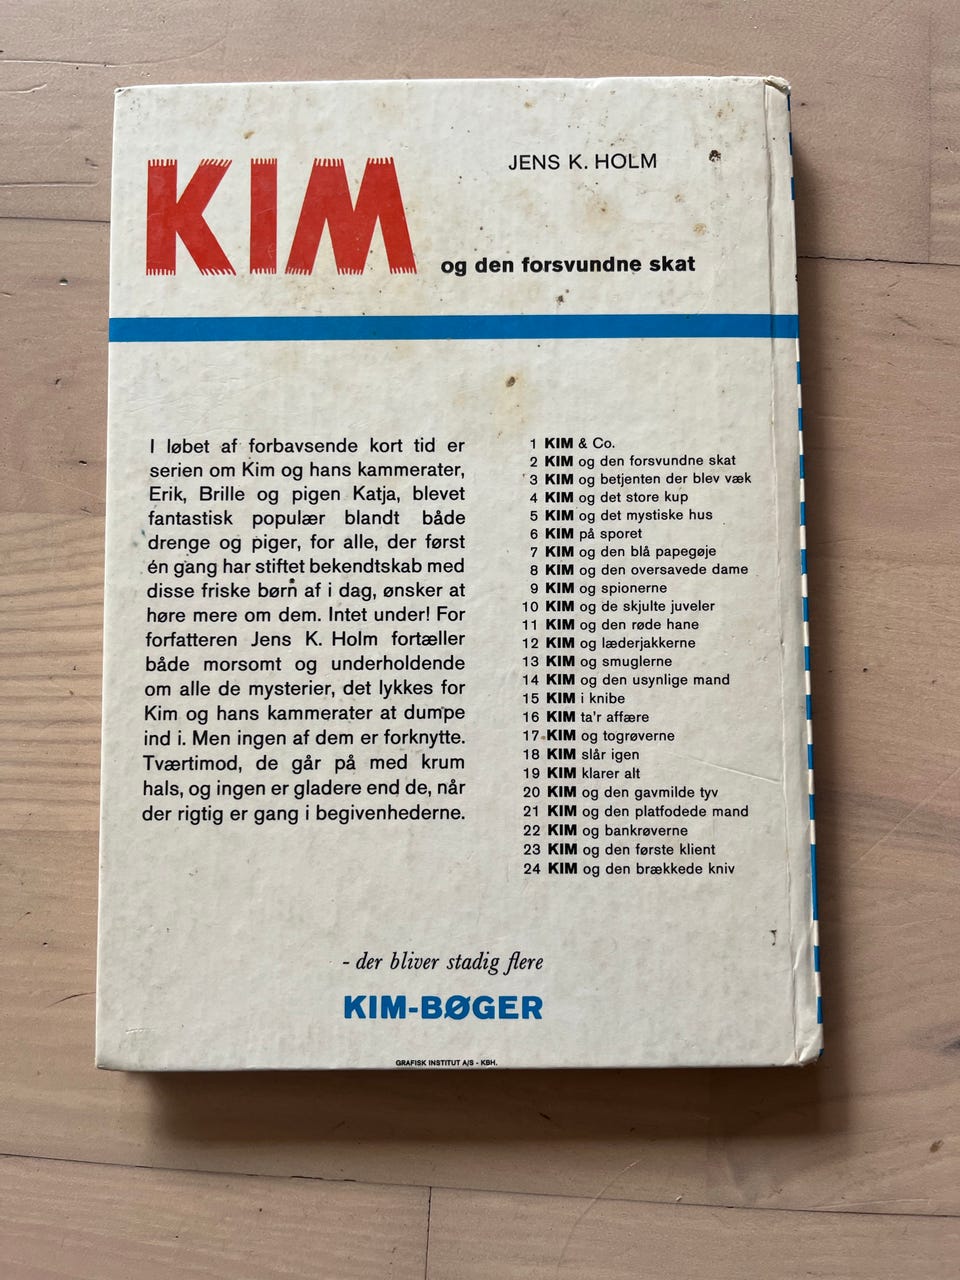 KIM
JENS K. HOLM
og den forsvundne skat
I løbet af forbavsende kort tid er
serien om Kim og hans kammerater,
Erik, Brille og pigen Katja, blevet
fantastisk populær blandt både
drenge og piger, for alle, der først
én gang har stiftet bekendtskab med
disse friske børn af i dag, ønsker at
høre mere om dem. Intet under! For
forfatteren Jens K. Holm fortæller
både morsomt og underholdende
om alle de mysterier, det lykkes for
Kim og hans kammerater at dumpe
ind i. Men ingen af dem er forknytte.
Tværtimod, de går på med krum
hals, og ingen er gladere end de, når
der rigtig er gang i begivenhederne.
1 KIM & Co.
2 KIM og den forsvundne skat
3 KIM og betjenten der blev væk
4 KIM og det store kup
5 KIM og det mystiske hus
6 KIM på sporet
7 KIM og den blå papegøje
8 KIM og den oversavede dame
9 KIM og spionerne
10 KIM og de skjulte juveler
11 KIM og den røde hane
12 KIM og læderjakkerne
13 KIM og smuglerne
14 KIM og den usynlige mand
15 KIM i knibe
16 KIM ta'r affære
17 KIM og togrøverne
18 KIM slår igen
19 KIM klarer alt
20 KIM og den gavmilde tyv
21 KIM og den platfodede mand
22 KIM og bankrøverne
23 KIM og den første klient
24 KIM og den brækkede kniv
- der bliver stadig flere
KIM-BØGER
GRAFISK INSTITUT A/S - KBH.